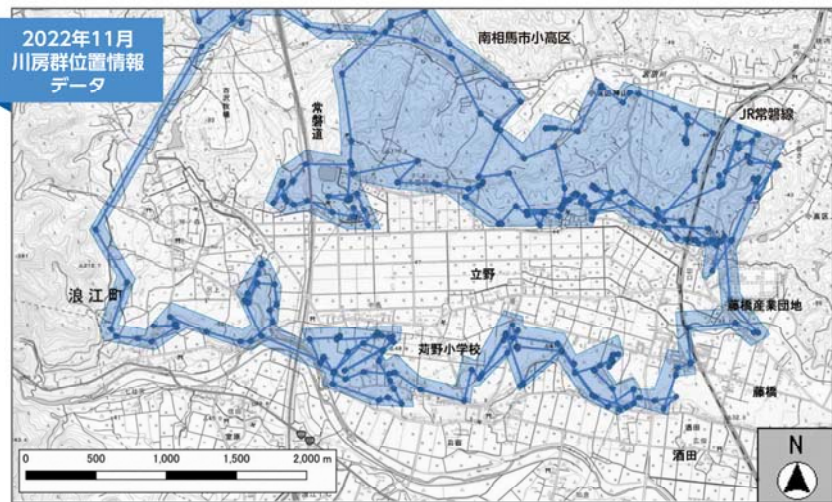 2022年11月
川房群位置情報
データ
南相馬市小高区
常磐道
JR常磐線
小高区
立野
浪江町
藤橋産業団地
苅野小学校
藤橋
酒田
0 500 1,000 1,500 2,000 m
N